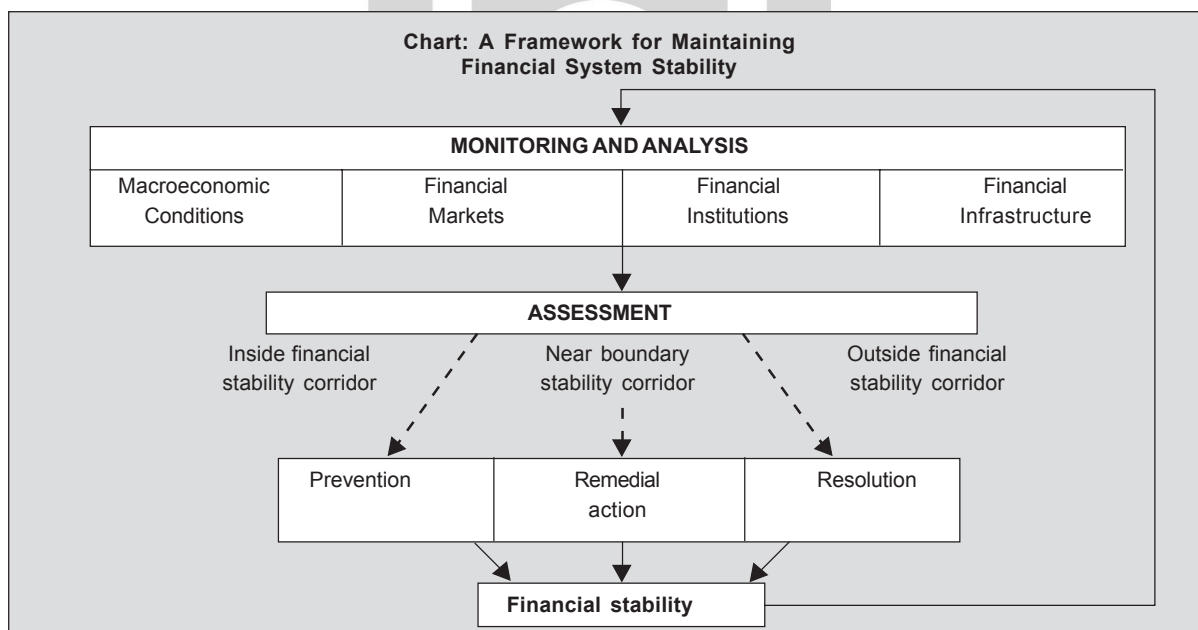 Chart: A Framework for Maintaining
Financial System Stability
MONITORING AND ANALYSIS
Macroeconomic
Conditions
Financial
Markets
Financial
Institutions
Financial
Infrastructure
ASSESSMENT
Inside financial
stability corridor
Near boundary
stability corridor
Outside financial
stability corridor
Prevention
Remedial
action
Resolution
Financial stability